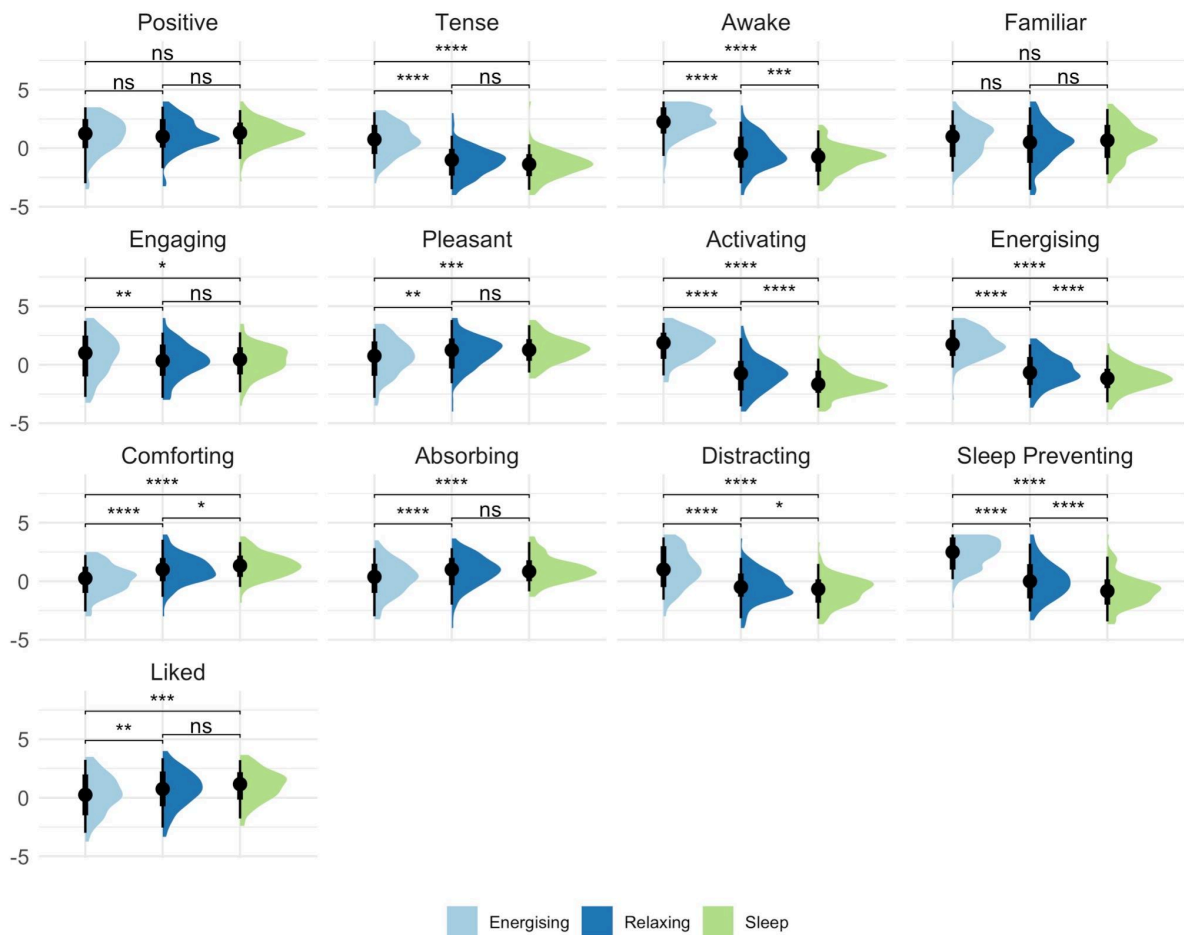 Positive Tense Awake Familiar
ns **** **** ns
ns ns **** ns **** *** ns ns
5
0
-5
Engaging Pleasant Activating Energising
* *** **** ****
** ns ** ns **** **** **** ****
5
0
-5
Comforting Absorbing Distracting Sleep Preventing
**** **** **** ****
**** * **** ns **** * **** ****
5
0
-5
Liked
***
** ns
5
0
-5
Energising Relaxing Sleep